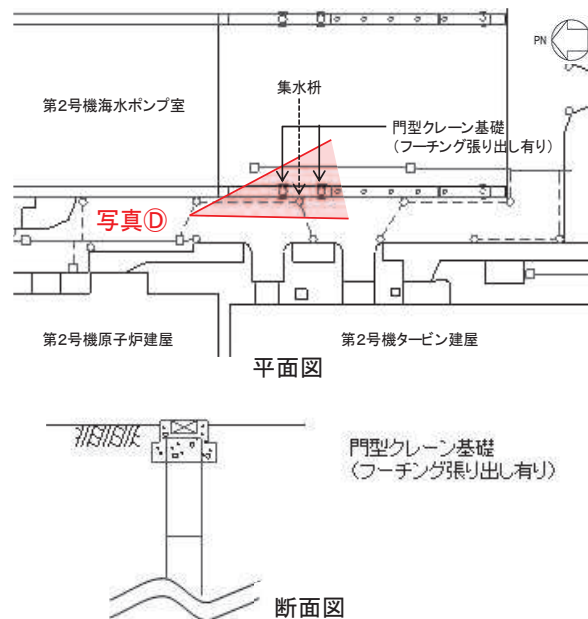 PN
第2号機海水ポンプ室
集水枡
門型クレーン基礎
(フーチング張り出し有り)
写真Ⓓ
第2号機原子炉建屋
第2号機タービン建屋
平面図
門型クレーン基礎
(フーチング張り出し有り)
断面図